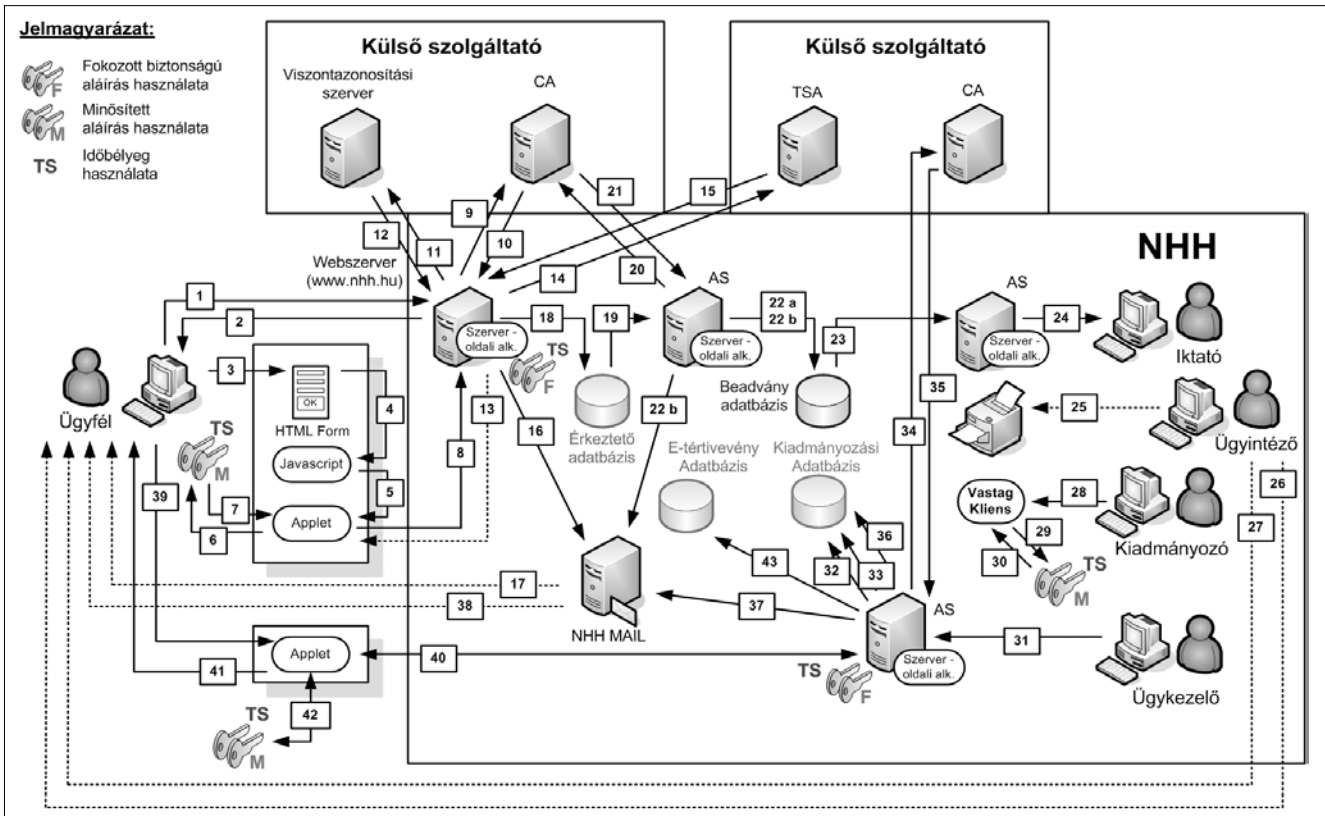 Jelmagyarázat:
Fokozott biztonságú
aláírás használata
F
Minősített
aláírás használata
M
TS
Időbélyeg
használata
Külső szolgáltató
Viszontazonosítási
szerver
CA
Külső szolgáltató
TSA
CA
NHH
12
11
9
10
21
20
15
14
Webszerver
(www.nhh.hu)
Szerver -
oldali alk.
TS
F
AS
Szerver -
oldali alk.
AS
Szerver -
oldali alk.
1
2
3
4
5
6
7
8
13
16
18
19
22 a
22 b
22 b
23
24
Iktató
25
Ügyintéző
26
27
Ügyfél
OK
HTML Form
Javascript
Applet
TS
M
Érkeztető
adatbázis
Beadvány
adatbázis
E-tértivevény
Adatbázis
Kiadmányozási
Adatbázis
34
35
Vastag
Kliens
28
29
30
TS
M
Kiadmányozó
36
33
32
43
37
17
38
NHH MAIL
39
Applet
40
41
42
TS
M
AS
Szerver -
oldali alk.
TS
F
31
Ügykezelő